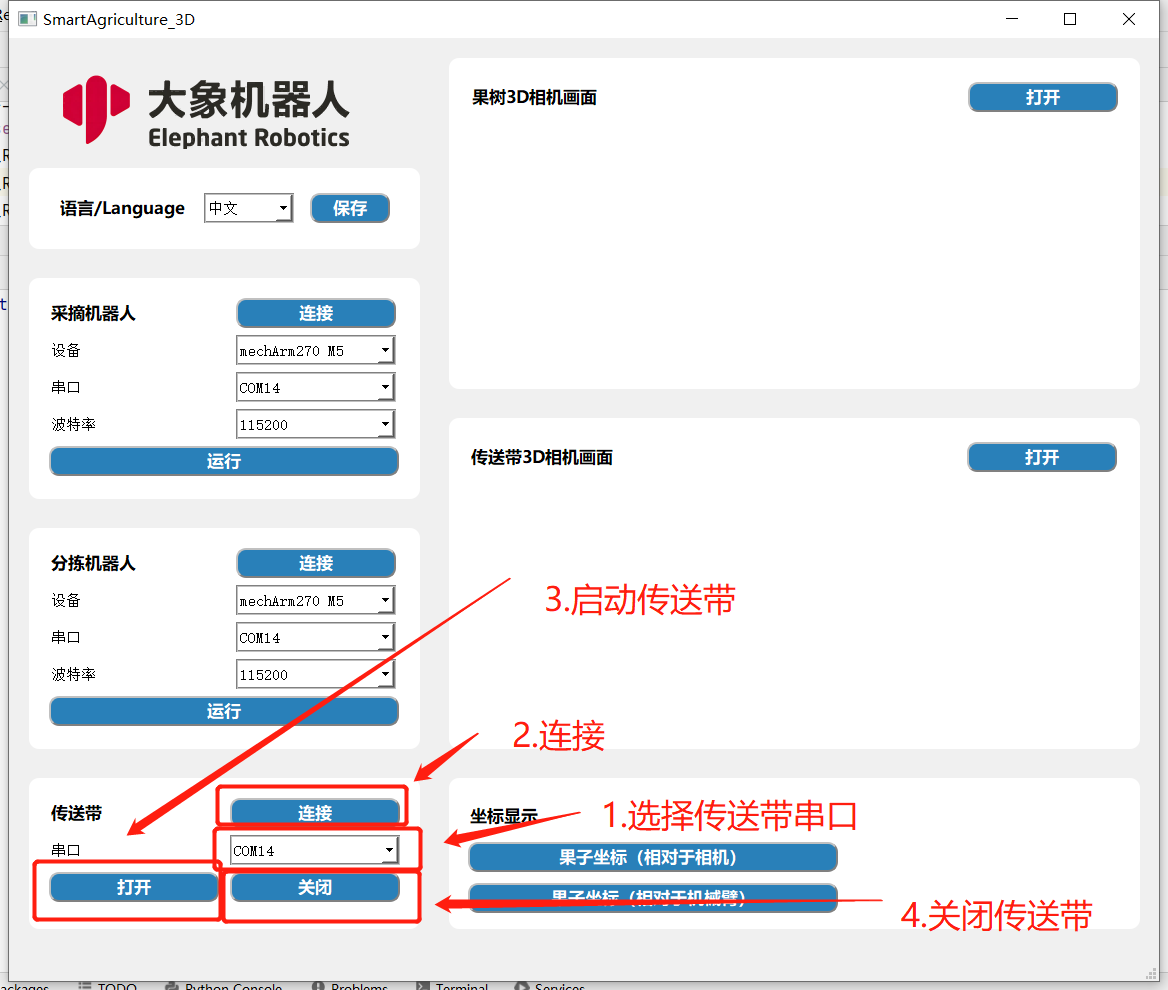 SmartAgriculture_3D
大象机器人
Elephant Robotics
语言/Language 中文 保存
采摘机器人 连接
设备 mechArm270 M5
串口 COM14
波特率 115200
运行
分拣机器人 连接
设备 mechArm270 M5
串口 COM14
波特率 115200
运行
传送带 连接
串口 COM14
打开 关闭
果树3D相机画面 打开
传送带3D相机画面 打开
3.启动传送带
2.连接
坐标显示
1.选择传送带串口
果子坐标（相对于相机）
果子坐标（相对于机械臂）
4.关闭传送带
TODO Python Console Problems Terminal Services